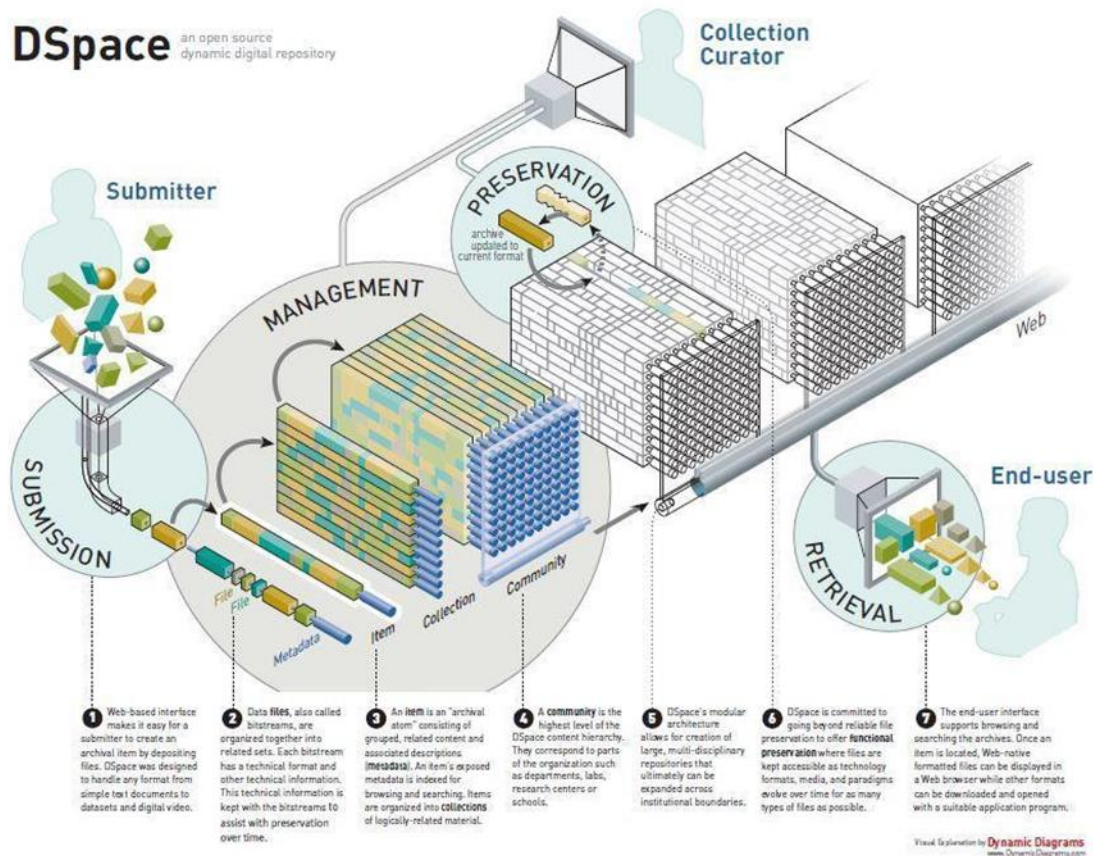 DSpace
an open source
dynamic digital repository
Collection
Curator
Submitter
PRESERVATION
archive
updated to
current format
MANAGEMENT
Web
SUBMISSION
End-user
RETRIEVAL
File
File
Metadata
Item
Collection
Community
1 Web-based interface
makes it easy for a
submitter to create an
archival item by depositing
files. DSpace was designed
to handle any format from
simple text documents to
datasets and digital video.
2 Data files, also called
bitstreams, are
organized together into
related sets. Each bitstream
has a technical format and
other technical information.
This technical information is
kept with the bitstreams to
assist with preservation
over time.
3 An item is an "archival
atom" consisting of
grouped, related content and
associated descriptions
(metadata). An item's exposed
metadata is indexed for
browsing and searching. Items
are organized into collections
of logically-related material.
4 A community is the
highest level of the
DSpace content hierarchy.
They correspond to parts
of the organization such
as departments, labs,
research centers or
schools.
5 DSpace's modular
architecture
allows for creation of
large, multi-disciplinary
repositories that
ultimately can be
expanded across
institutional boundaries.
6 DSpace is committed to
going beyond reliable file
preservation to offer functional
preservation where files are
kept accessible as technology
formats, media, and paradigms
evolve over time for as many
types of files as possible.
7 The end-user interface
supports browsing and
searching the archives. Once an
item is located, Web-native
formatted files can be displayed
in a Web browser while other formats
can be downloaded and opened
with a suitable application program.
Visual Explanation by Dynamic Diagrams
www.DynamicDiagrams.com